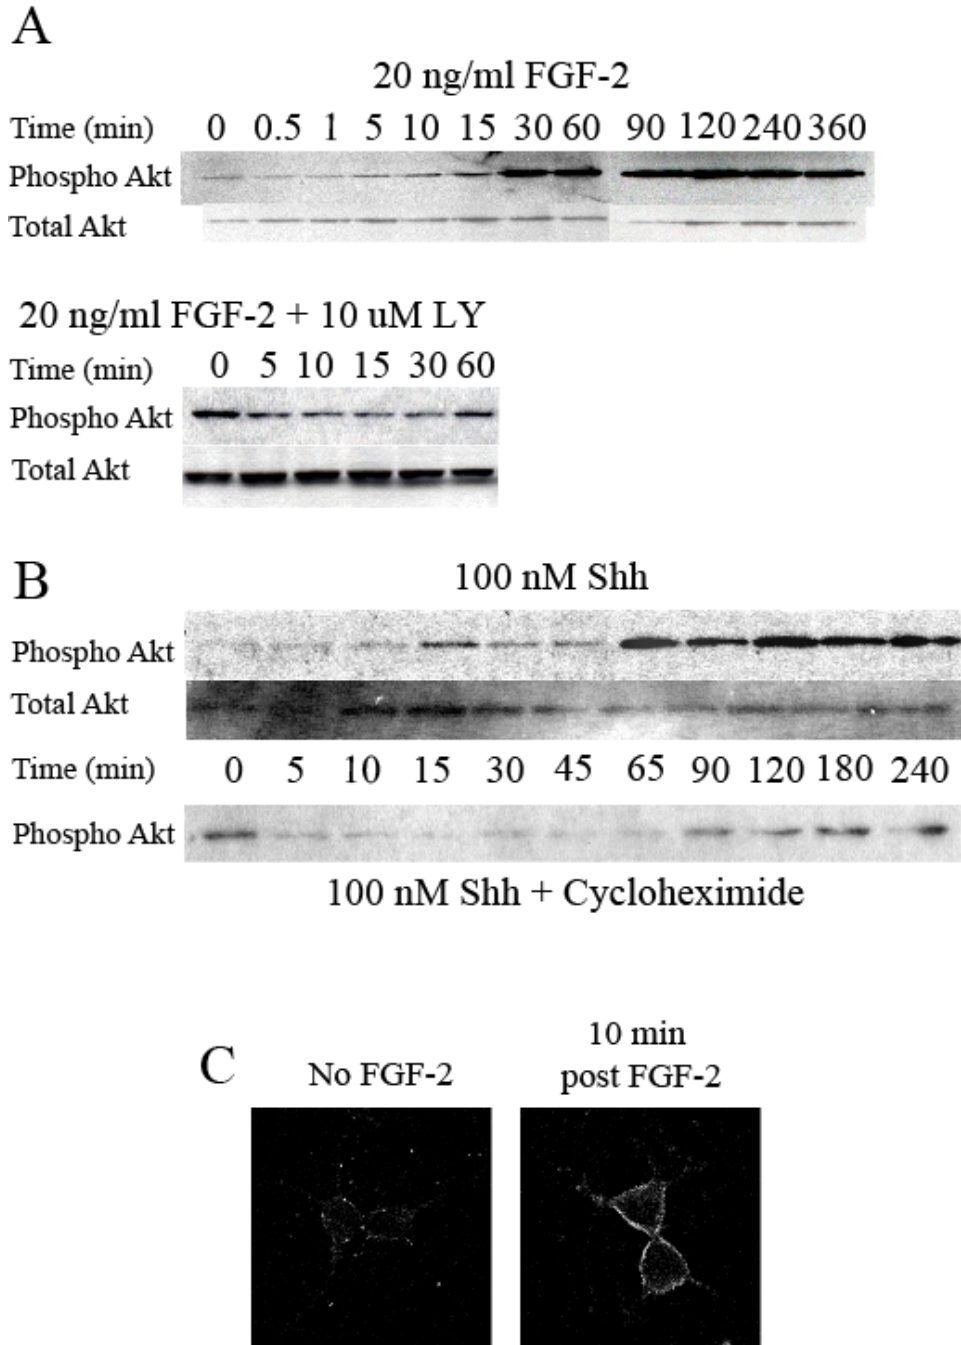 A
20 ng/ml FGF-2
Time (min) 0 0.5 1 5 10 15 30 60 90 120 240 360
Phospho Akt
Total Akt
20 ng/ml FGF-2 + 10 uM LY
Time (min) 0 5 10 15 30 60
Phospho Akt
Total Akt
B
100 nM Shh
Phospho Akt
Total Akt
Time (min) 0 5 10 15 30 45 65 90 120 180 240
Phospho Akt
100 nM Shh + Cycloheximide
C
No FGF-2
10 min
post FGF-2